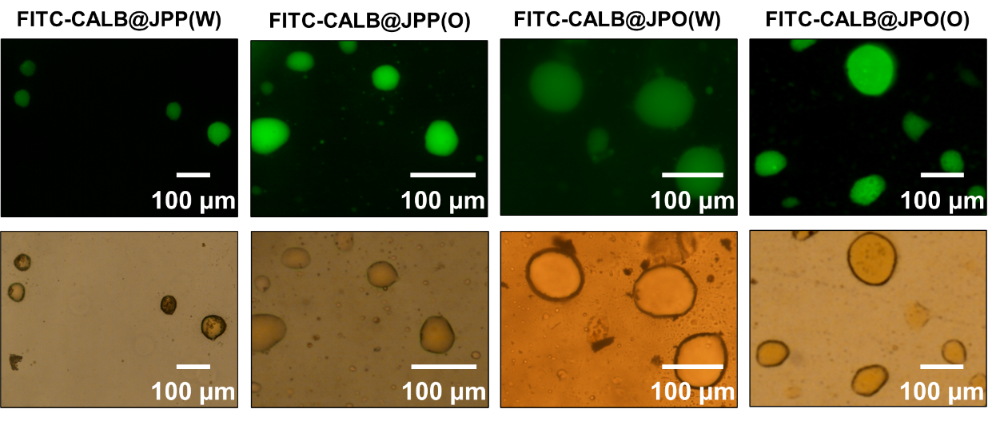 FITC-CALB@JPP(W) FITC-CALB@JPP(O) FITC-CALB@JPO(W) FITC-CALB@JPO(O)
100 µm 100 µm 100 µm 100 µm
100 µm 100 µm 100 µm 100 µm